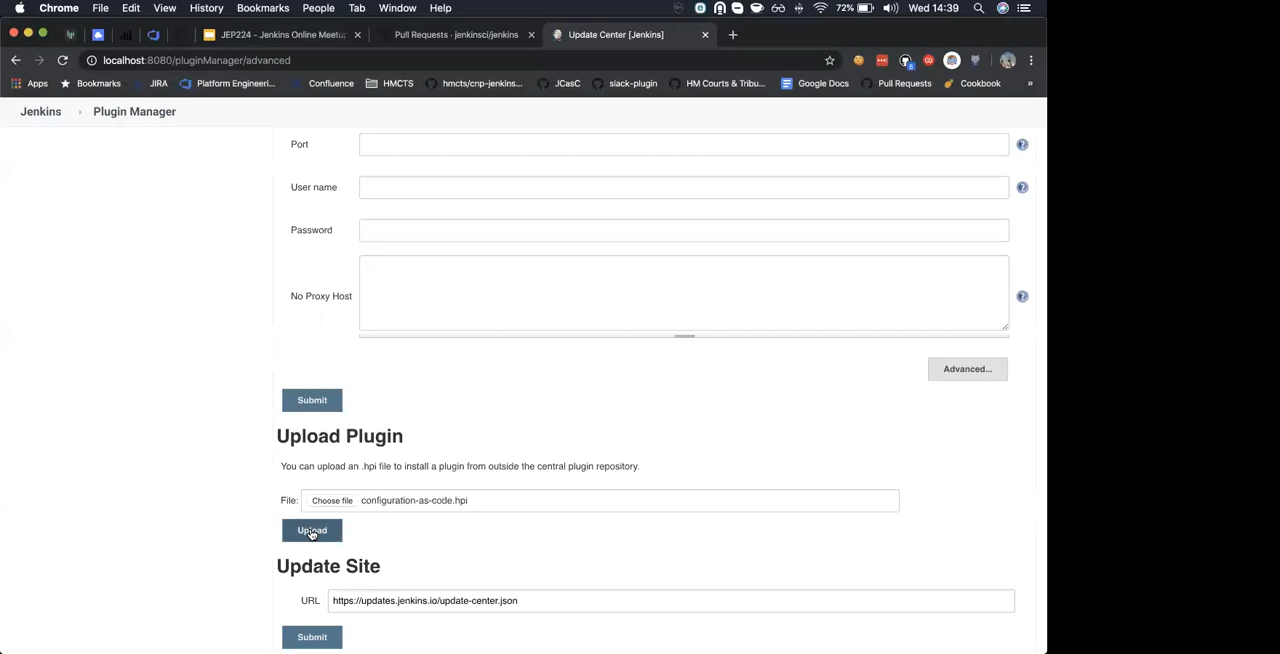 Chrome File Edit View History Bookmarks People Tab Window Help 72% Wed 14:39
JEP224 - Jenkins Online Meetup Pull Requests · jenkinsci/jenkins Update Center [Jenkins]
localhost:8080/pluginManager/advanced
Apps Bookmarks JIRA Platform Engineeri... Confluence HMCTS hmcts/cnp-jenkins... JCasC slack-plugin HM Courts & Tribu... Google Docs Pull Requests Cookbook »
Jenkins › Plugin Manager
Port
User name
Password
No Proxy Host
Advanced...
Submit
Upload Plugin
You can upload an .hpi file to install a plugin from outside the central plugin repository.
File: Choose file configuration-as-code.hpi
Upload
Update Site
URL https://updates.jenkins.io/update-center.json
Submit